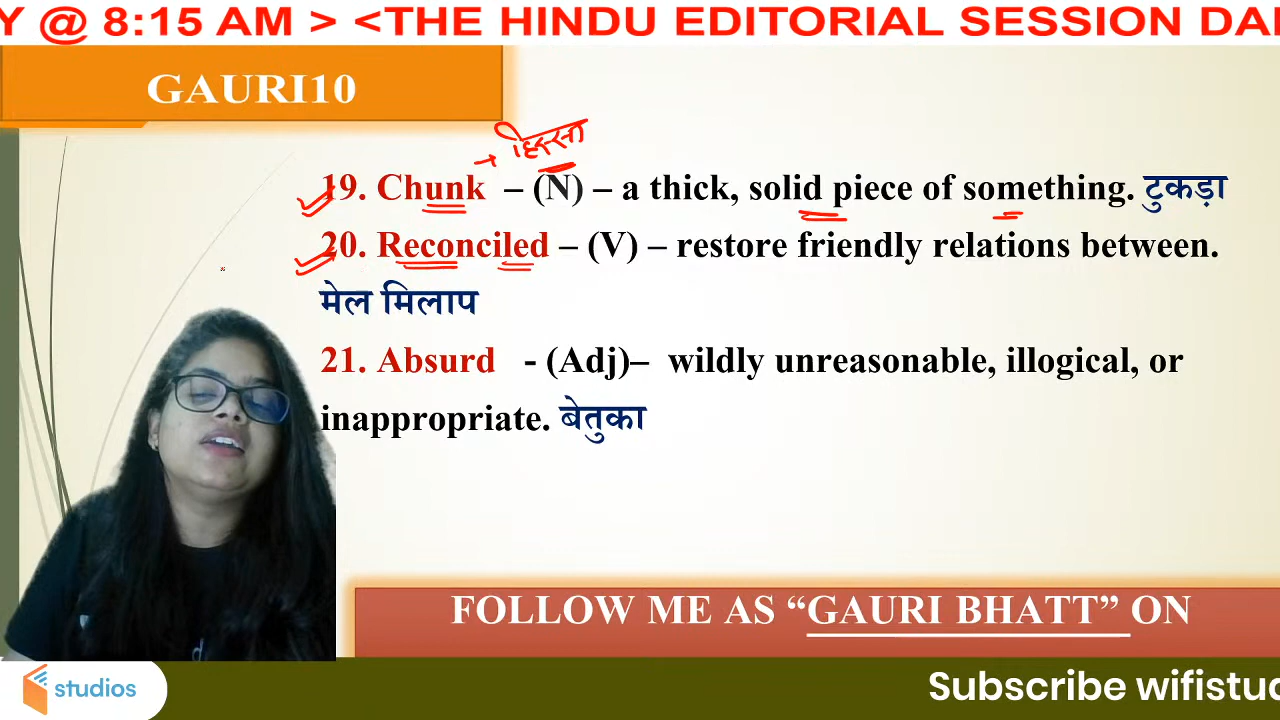 Y @ 8:15 AM > <THE HINDU EDITORIAL SESSION DAI
GAURI10
हिस्सा
19. Chunk – (N) – a thick, solid piece of something. टुकड़ा
20. Reconciled – (V) – restore friendly relations between.
मेल मिलाप
21. Absurd - (Adj)– wildly unreasonable, illogical, or
inappropriate. बेतुका
FOLLOW ME AS “GAURI BHATT” ON
studios
Subscribe wifistud